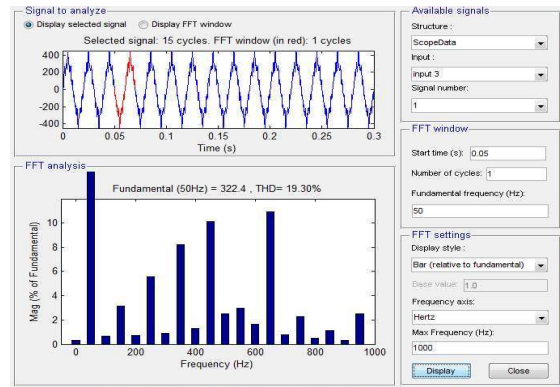 Signal to analyze
Display selected signal Display FFT window
Selected signal: 15 cycles. FFT window (in red): 1 cycles
400
200
0
-200
-400
0 0.05 0.1 0.15 0.2 0.25 0.3
Time (s)
FFT analysis
Fundamental (50Hz) = 322.4 , THD= 19.30%
Mag (% of Fundamental)
10
8
6
4
2
0
0 200 400 600 800 1000
Frequency (Hz)
Available signals
Structure :
ScopeData
Input :
input 3
Signal number:
1
FFT window
Start time (s): 0.05
Number of cycles: 1
Fundamental frequency (Hz):
50
FFT settings
Display style :
Bar (relative to fundamental)
Base value: 1.0
Frequency axis:
Hertz
Max Frequency (Hz):
1000
Display Close